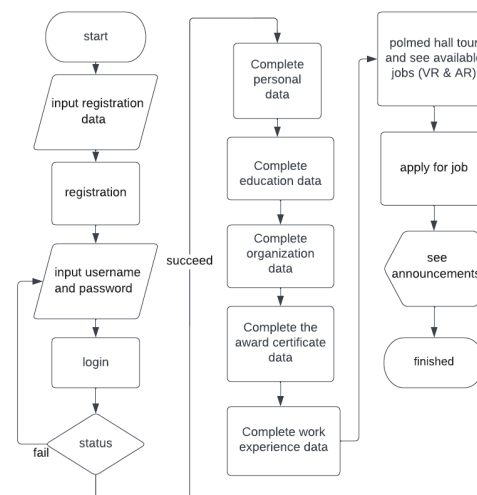 start
input registration
data
registration
input username
and password
login
status
fail
succeed
Complete
personal
data
Complete
education data
Complete
organization
data
Complete the
award certificate
data
Complete work
experience data
polmed hall tour
and see available
jobs (VR & AR)
apply for job
see
announcements
finished